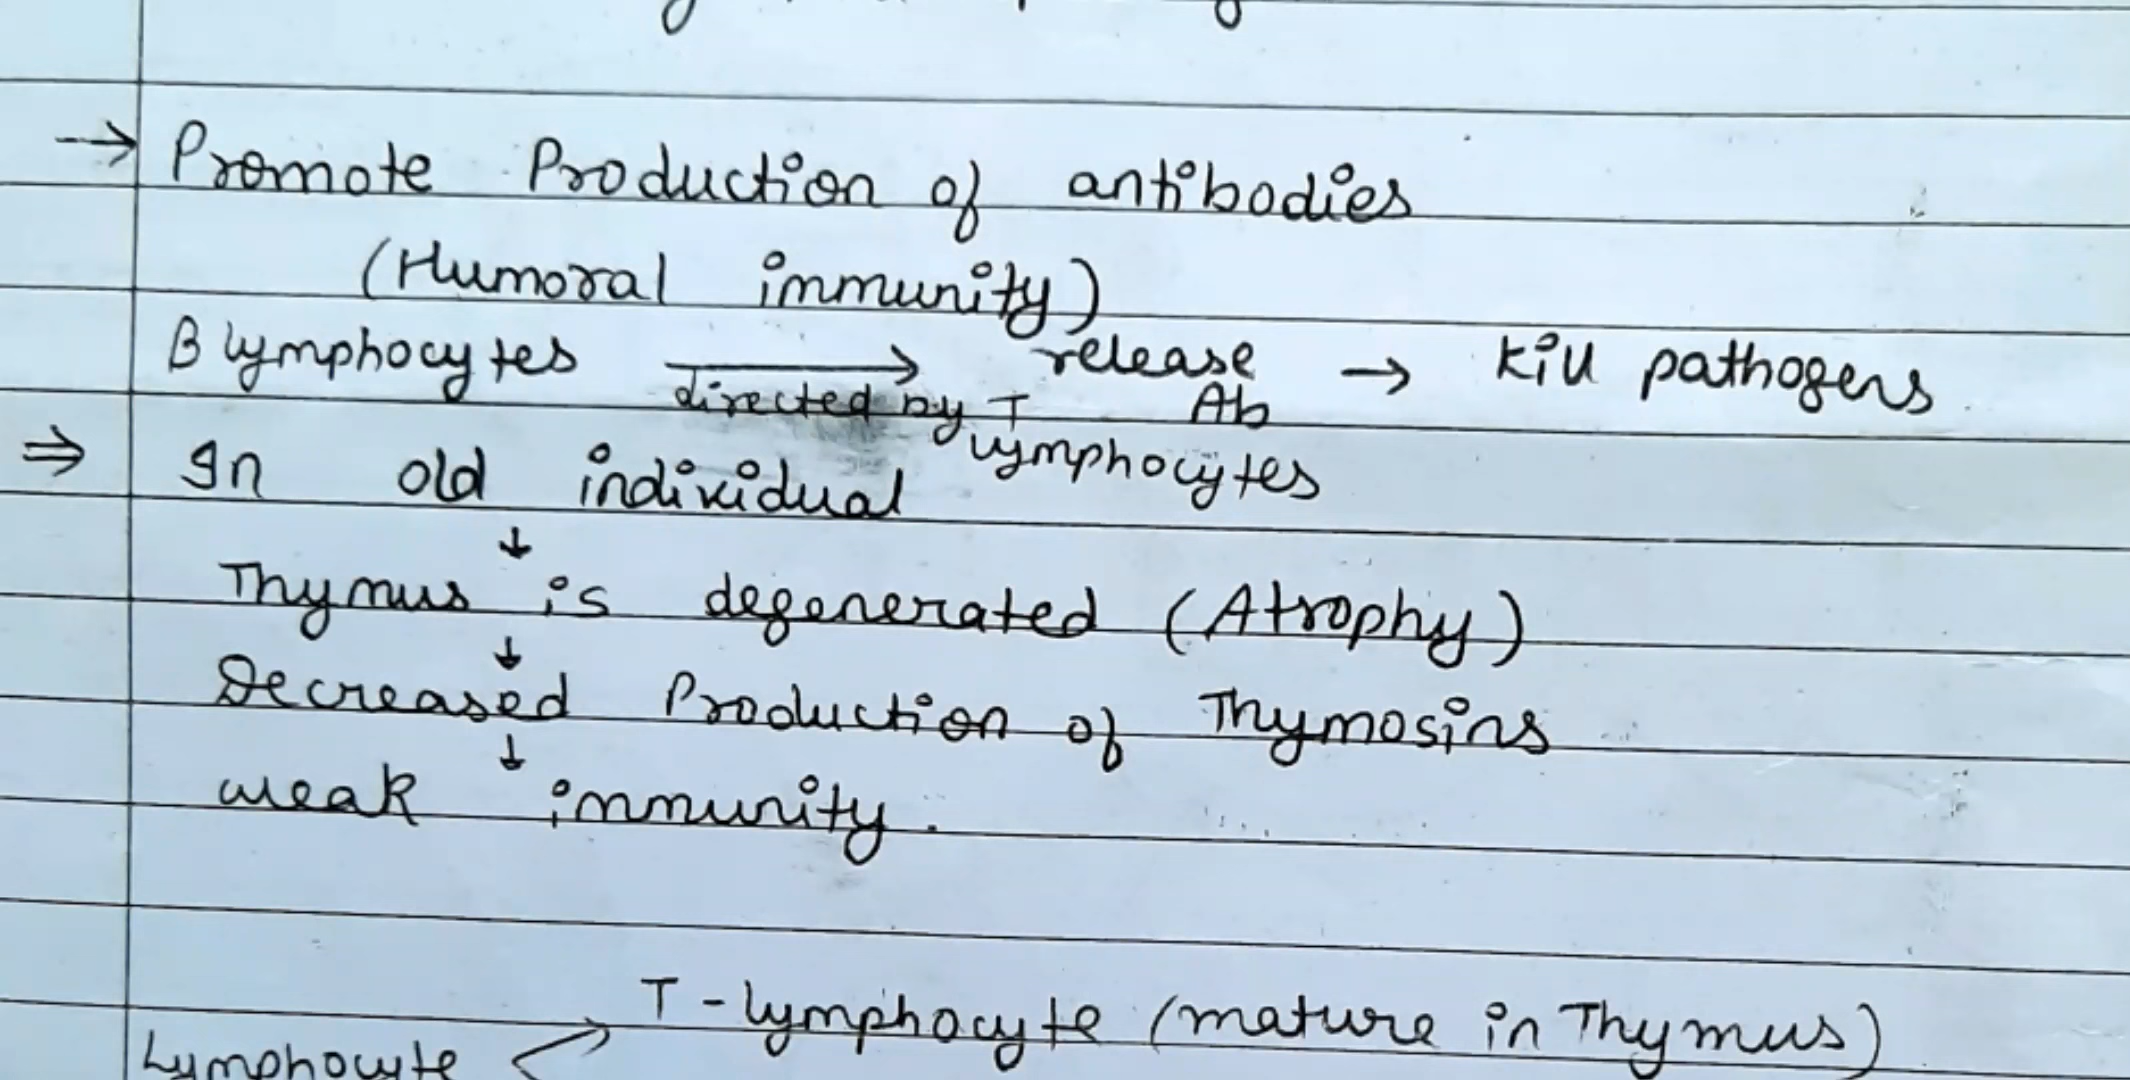 → Promote Production of antibodies
(Humoral immunity)
B lymphocytes → release → kill pathogens
directed by T Ab
lymphocytes
⇒ In old individual
↓
Thymus is degenerated (Atrophy)
↓
Decreased Production of Thymosins
↓
weak immunity.
T - lymphocyte (mature in Thymus)
Lymphocyte